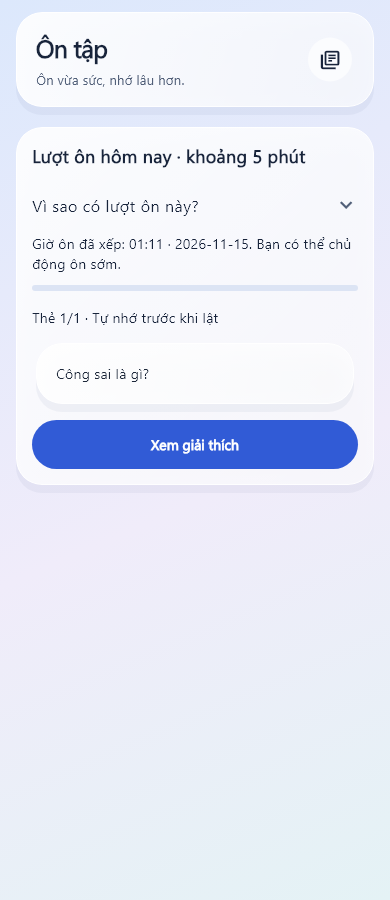 Ôn tập
Ôn vừa sức, nhớ lâu hơn.
Lượt ôn hôm nay · khoảng 5 phút
Vì sao có lượt ôn này?
Giờ ôn đã xếp: 01:11 · 2026-11-15. Bạn có thể chủ
động ôn sớm.
Thẻ 1/1 · Tự nhớ trước khi lật
Công sai là gì?
Xem giải thích